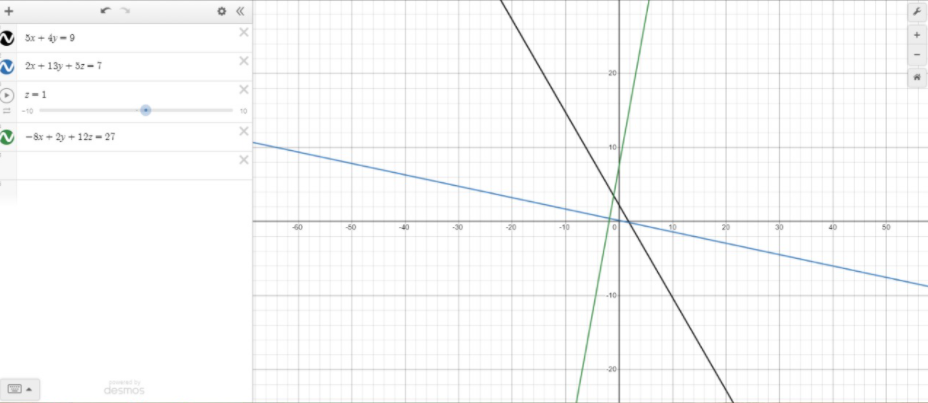 5x + 4y = 9
2x + 13y + 5z = 7
z = 1
-10 10
−8x + 2y + 12z = 27
powered by
desmos
20
10
-60 -50 -40 -30 -20 -10 0 10 20 30 40 50
-10
-20